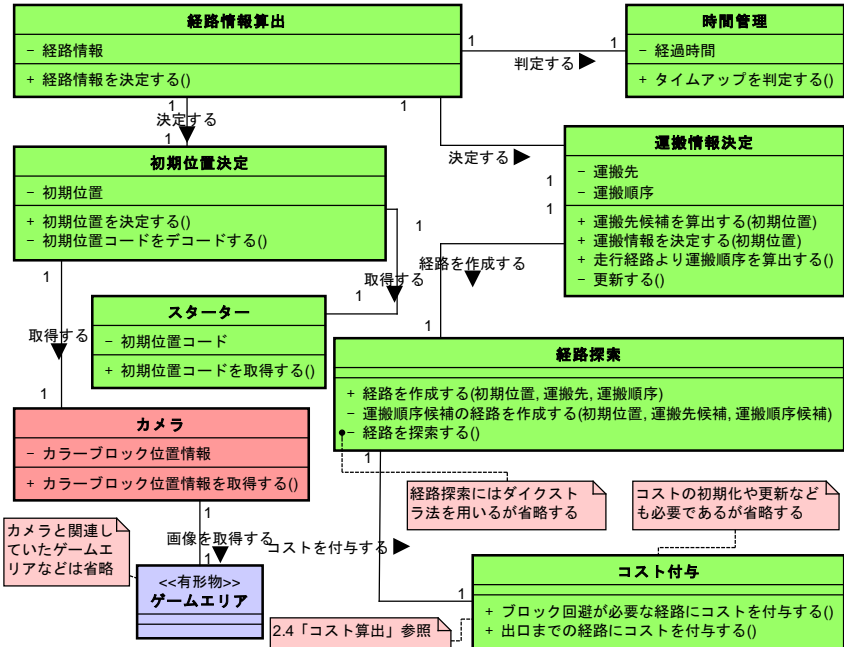 経路情報算出
− 経路情報
+ 経路情報を決定する()
時間管理
− 経過時間
+ タイムアップを判定する()
1
1
判定する
1
決定する
1
1
決定する
1
初期位置決定
− 初期位置
+ 初期位置を決定する()
− 初期位置コードをデコードする()
運搬情報決定
− 運搬先
− 運搬順序
+ 運搬先候補を算出する(初期位置)
+ 運搬情報を決定する(初期位置)
+ 走行経路より運搬順序を算出する()
− 更新する()
1
取得する
1
1
経路を作成する
1
スターター
− 初期位置コード
+ 初期位置コードを取得する()
1
取得する
1
経路探索
+ 経路を作成する(初期位置, 運搬先, 運搬順序)
− 運搬順序候補の経路を作成する(初期位置, 運搬先候補, 運搬順序候補)
− 経路を探索する()
カメラ
− カラーブロック位置情報
+ カラーブロック位置情報を取得する()
1
経路探索にはダイクスト
ラ法を用いるが省略する
コストの初期化や更新など
も必要であるが省略する
カメラと関連し
ていたゲームエ
リアなどは省略
1
画像を取得する
1
コストを付与する
1
<<有形物>>
ゲームエリア
コスト付与
+ ブロック回避が必要な経路にコストを付与する()
+ 出口までの経路にコストを付与する()
2.4「コスト算出」参照